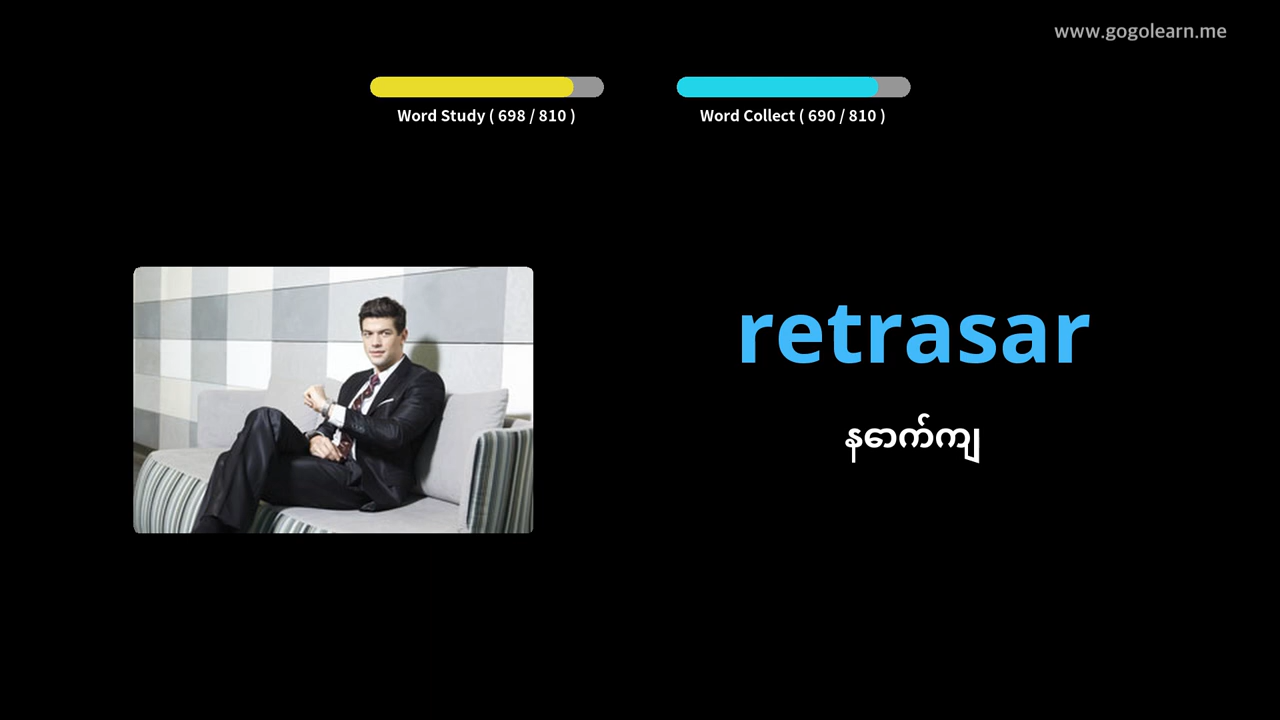 www.gogolearn.me
Word Study ( 698 / 810 )
Word Collect ( 690 / 810 )
retrasar
နောက်ကျ